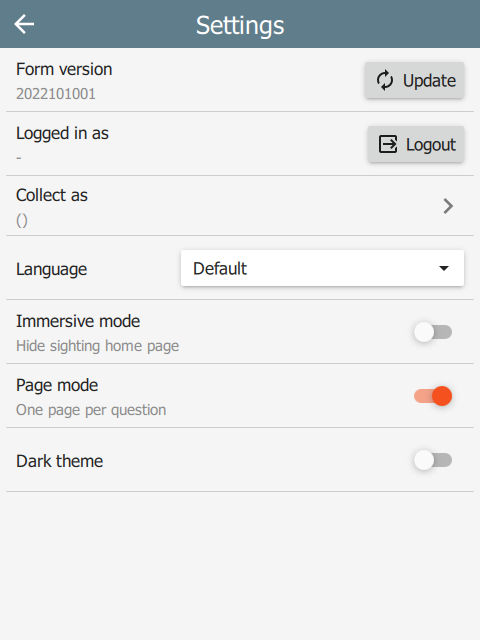 Settings
Form version
2022101001
Update
Logged in as
-
Logout
Collect as
()
Language
Default
Immersive mode
Hide sighting home page
Page mode
One page per question
Dark theme